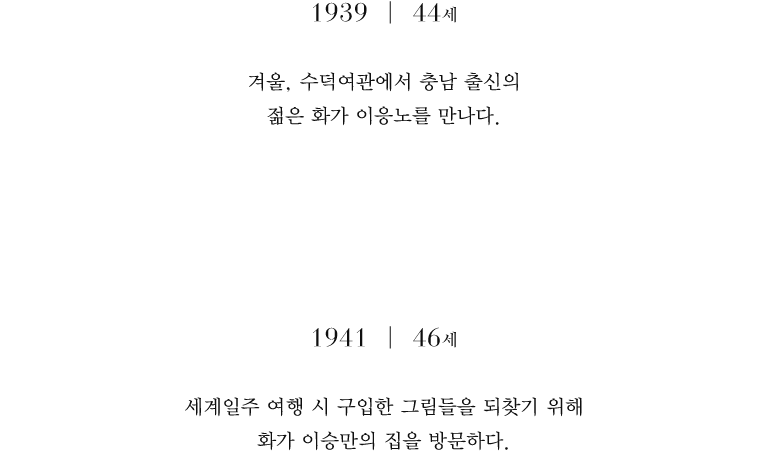 1939 | 44세
겨울, 수덕여관에서 충남 출신의
젊은 화가 이응노를 만나다.
1941 | 46세
세계일주 여행 시 구입한 그림들을 되찾기 위해
화가 이승만의 집을 방문하다.